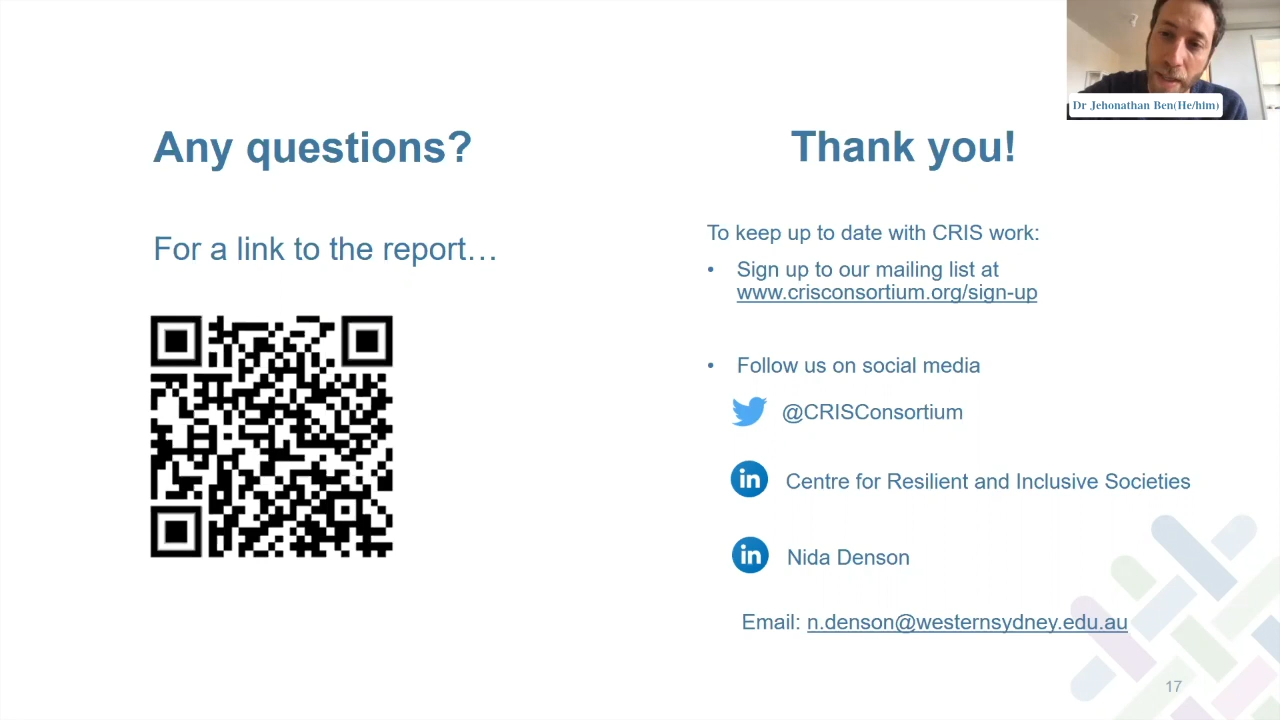 Dr Jehonathan Ben(He/him)
Any questions?
For a link to the report…
Thank you!
To keep up to date with CRIS work:
• Sign up to our mailing list at
www.crisconsortium.org/sign-up
• Follow us on social media
@CRISConsortium
in Centre for Resilient and Inclusive Societies
in Nida Denson
Email: n.denson@westernsydney.edu.au
17